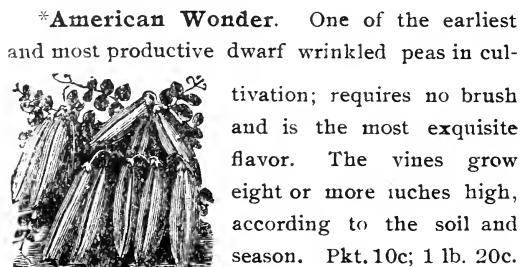 *American Wonder. One of the earliest
and most productive dwarf wrinkled peas in cul-
tivation; requires no brush
and is the most exquisite
flavor. The vines grow
eight or more iuches high,
according to the soil and
season. Pkt. 10c; 1 lb. 20c.